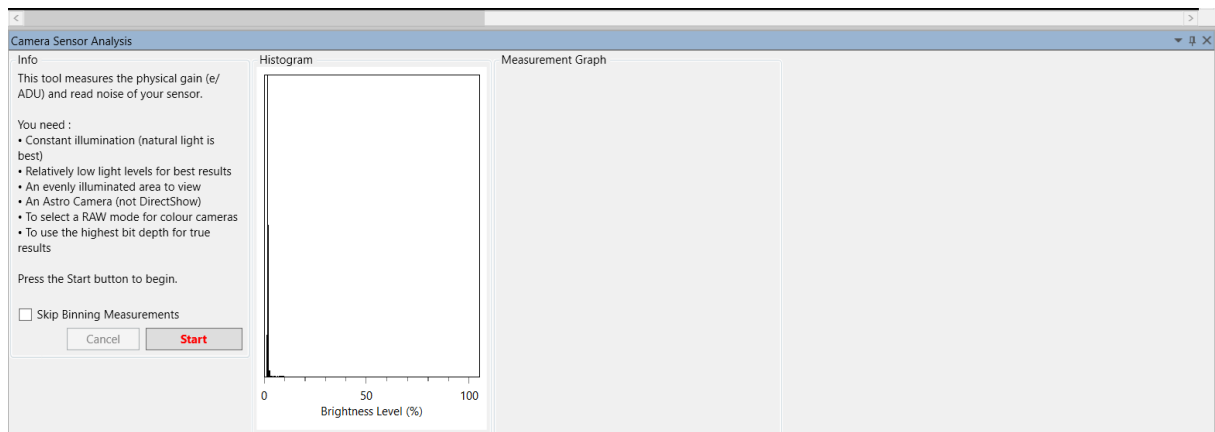 Camera Sensor Analysis
Info
This tool measures the physical gain (e/
ADU) and read noise of your sensor.
You need :
• Constant illumination (natural light is
best)
• Relatively low light levels for best results
• An evenly illuminated area to view
• An Astro Camera (not DirectShow)
• To select a RAW mode for colour cameras
• To use the highest bit depth for true
results
Press the Start button to begin.
Skip Binning Measurements
Cancel Start
Histogram
0 50 100
Brightness Level (%)
Measurement Graph